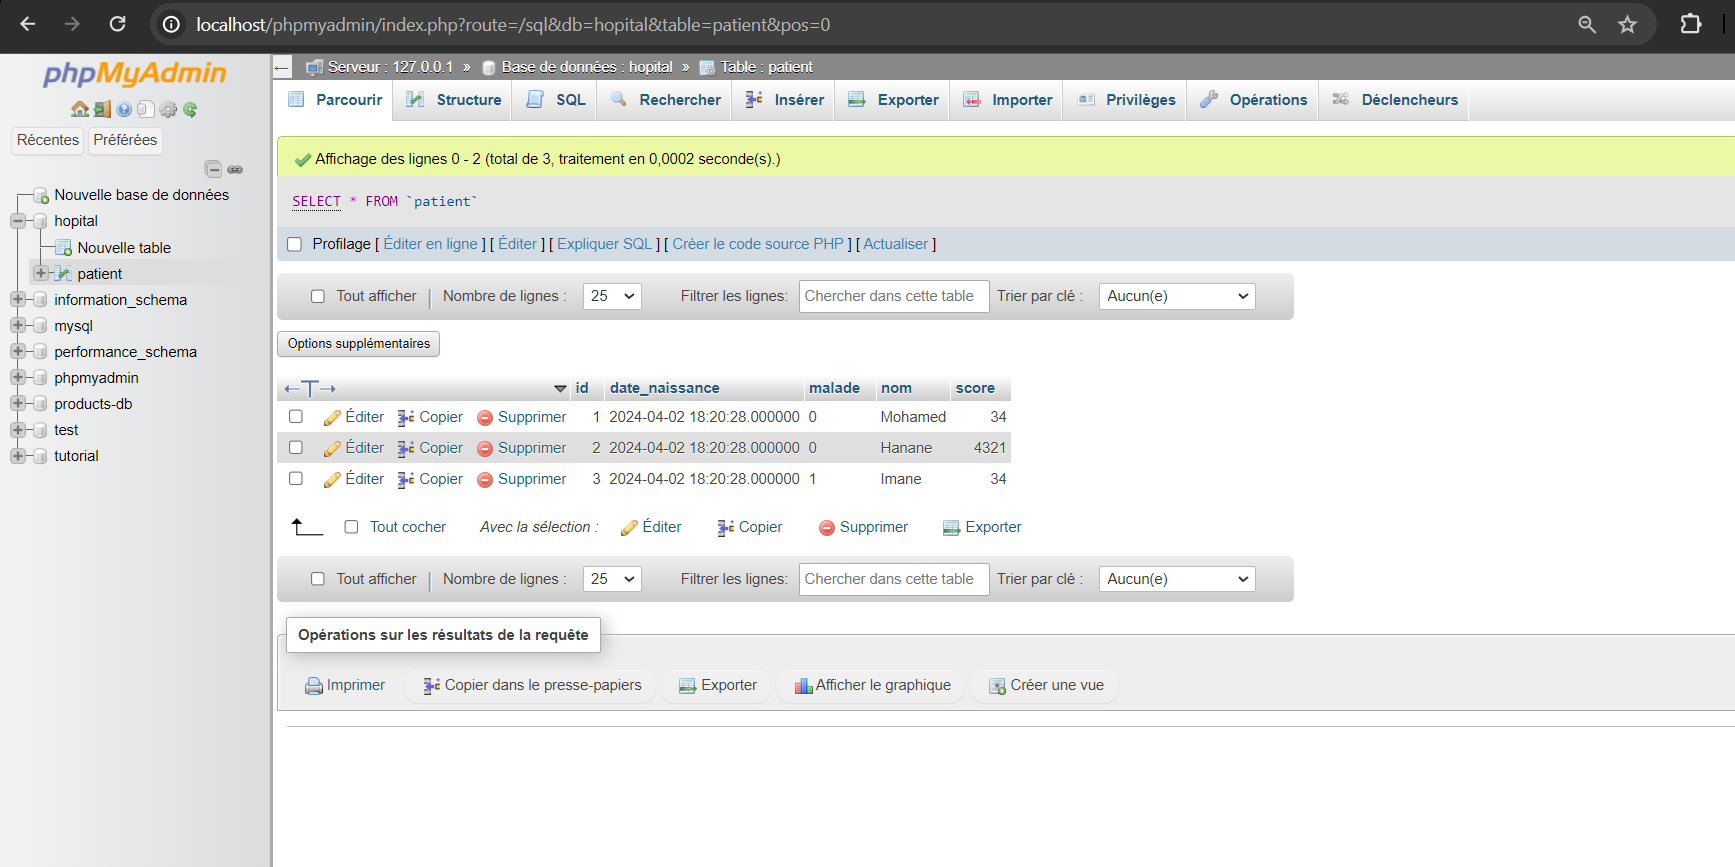 localhost/phpmyadmin/index.php?route=/sql&db=hopital&table=patient&pos=0
phpMyAdmin
Récentes Préférées
Nouvelle base de données
hopital
Nouvelle table
patient
information_schema
mysql
performance_schema
phpmyadmin
products-db
test
tutorial
Serveur : 127.0.0.1 » Base de données : hopital » Table : patient
Parcourir Structure SQL Rechercher Insérer Exporter Importer Privilèges Opérations Déclencheurs
Affichage des lignes 0 - 2 (total de 3, traitement en 0,0002 seconde(s).)
SELECT * FROM `patient`
Profilage [ Éditer en ligne ] [ Éditer ] [ Expliquer SQL ] [ Créer le code source PHP ] [ Actualiser ]
Tout afficher | Nombre de lignes : 25 Filtrer les lignes: Chercher dans cette table Trier par clé : Aucun(e)
Options supplémentaires
←T→ id date_naissance malade nom score
Éditer Copier Supprimer 1 2024-04-02 18:20:28.000000 0 Mohamed 34
Éditer Copier Supprimer 2 2024-04-02 18:20:28.000000 0 Hanane 4321
Éditer Copier Supprimer 3 2024-04-02 18:20:28.000000 1 Imane 34
Tout cocher Avec la sélection : Éditer Copier Supprimer Exporter
Tout afficher | Nombre de lignes : 25 Filtrer les lignes: Chercher dans cette table Trier par clé : Aucun(e)
Opérations sur les résultats de la requête
Imprimer Copier dans le presse-papiers Exporter Afficher le graphique Créer une vue